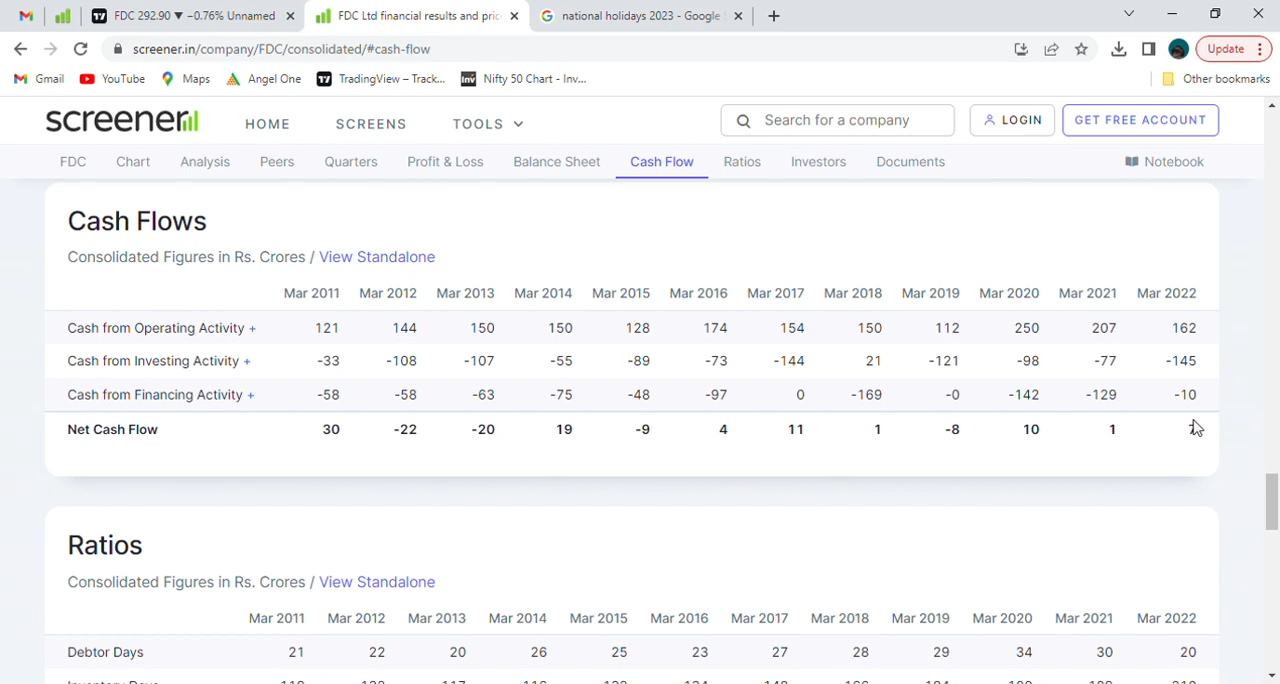 FDC 292.90 ▼ −0.76% Unnamed
FDC Ltd financial results and pric
national holidays 2023 - Google
screener.in/company/FDC/consolidated/#cash-flow
Update
Gmail YouTube Maps Angel One TradingView – Track... Nifty 50 Chart - Inv... Other bookmarks
screener HOME SCREENS TOOLS Search for a company LOGIN GET FREE ACCOUNT
FDC Chart Analysis Peers Quarters Profit & Loss Balance Sheet Cash Flow Ratios Investors Documents Notebook
Cash Flows
Consolidated Figures in Rs. Crores / View Standalone
Mar 2011 Mar 2012 Mar 2013 Mar 2014 Mar 2015 Mar 2016 Mar 2017 Mar 2018 Mar 2019 Mar 2020 Mar 2021 Mar 2022
Cash from Operating Activity + 121 144 150 150 128 174 154 150 112 250 207 162
Cash from Investing Activity + -33 -108 -107 -55 -89 -73 -144 21 -121 -98 -77 -145
Cash from Financing Activity + -58 -58 -63 -75 -48 -97 0 -169 -0 -142 -129 -10
Net Cash Flow 30 -22 -20 19 -9 4 11 1 -8 10 1
Ratios
Consolidated Figures in Rs. Crores / View Standalone
Mar 2011 Mar 2012 Mar 2013 Mar 2014 Mar 2015 Mar 2016 Mar 2017 Mar 2018 Mar 2019 Mar 2020 Mar 2021 Mar 2022
Debtor Days 21 22 20 26 25 23 27 28 29 34 30 20